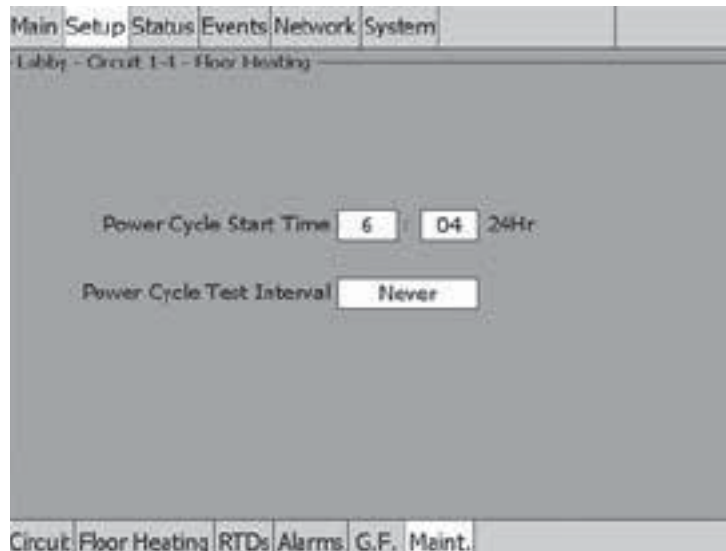 Main Setup Status Events Network System
Lobby - Circuit 1-1 - Floor Heating
Power Cycle Start Time 6 : 04 24Hr
Power Cycle Test Interval Never
Circuit Floor Heating RTDs Alarms G.F. Maint.